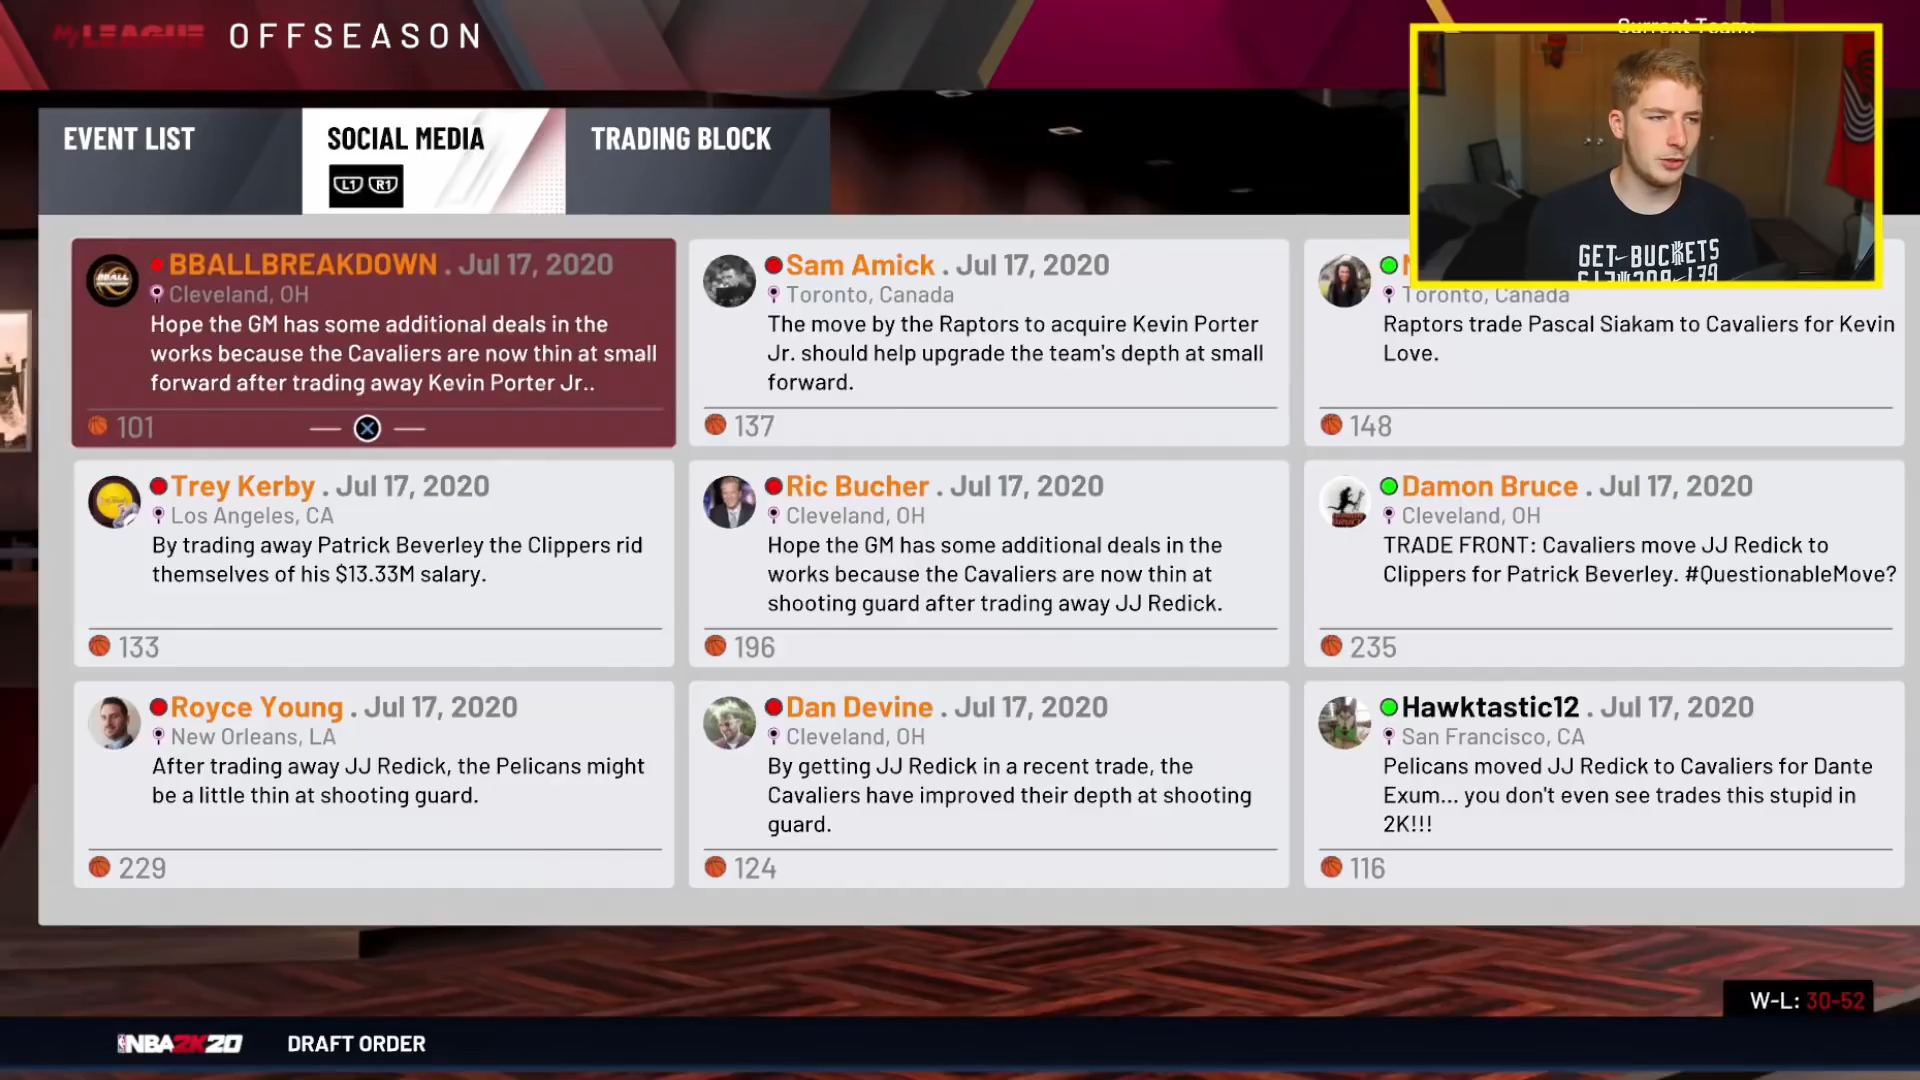 MyLEAGUE OFFSEASON
EVENT LIST
SOCIAL MEDIA
L1 R1
TRADING BLOCK
Current Team:
GET-BUCKETS
BBALLBREAKDOWN . Jul 17, 2020
Cleveland, OH
Hope the GM has some additional deals in the
works because the Cavaliers are now thin at small
forward after trading away Kevin Porter Jr..
101
Sam Amick . Jul 17, 2020
Toronto, Canada
The move by the Raptors to acquire Kevin Porter
Jr. should help upgrade the team's depth at small
forward.
137
Toronto, Canada
Raptors trade Pascal Siakam to Cavaliers for Kevin
Love.
148
Trey Kerby . Jul 17, 2020
Los Angeles, CA
By trading away Patrick Beverley the Clippers rid
themselves of his $13.33M salary.
133
Ric Bucher . Jul 17, 2020
Cleveland, OH
Hope the GM has some additional deals in the
works because the Cavaliers are now thin at
shooting guard after trading away JJ Redick.
196
Damon Bruce . Jul 17, 2020
Cleveland, OH
TRADE FRONT: Cavaliers move JJ Redick to
Clippers for Patrick Beverley. #QuestionableMove?
235
Royce Young . Jul 17, 2020
New Orleans, LA
After trading away JJ Redick, the Pelicans might
be a little thin at shooting guard.
229
Dan Devine . Jul 17, 2020
Cleveland, OH
By getting JJ Redick in a recent trade, the
Cavaliers have improved their depth at shooting
guard.
124
Hawktastic12 . Jul 17, 2020
San Francisco, CA
Pelicans moved JJ Redick to Cavaliers for Dante
Exum... you don't even see trades this stupid in
2K!!!
116
W-L: 30-52
NBA2K20 DRAFT ORDER